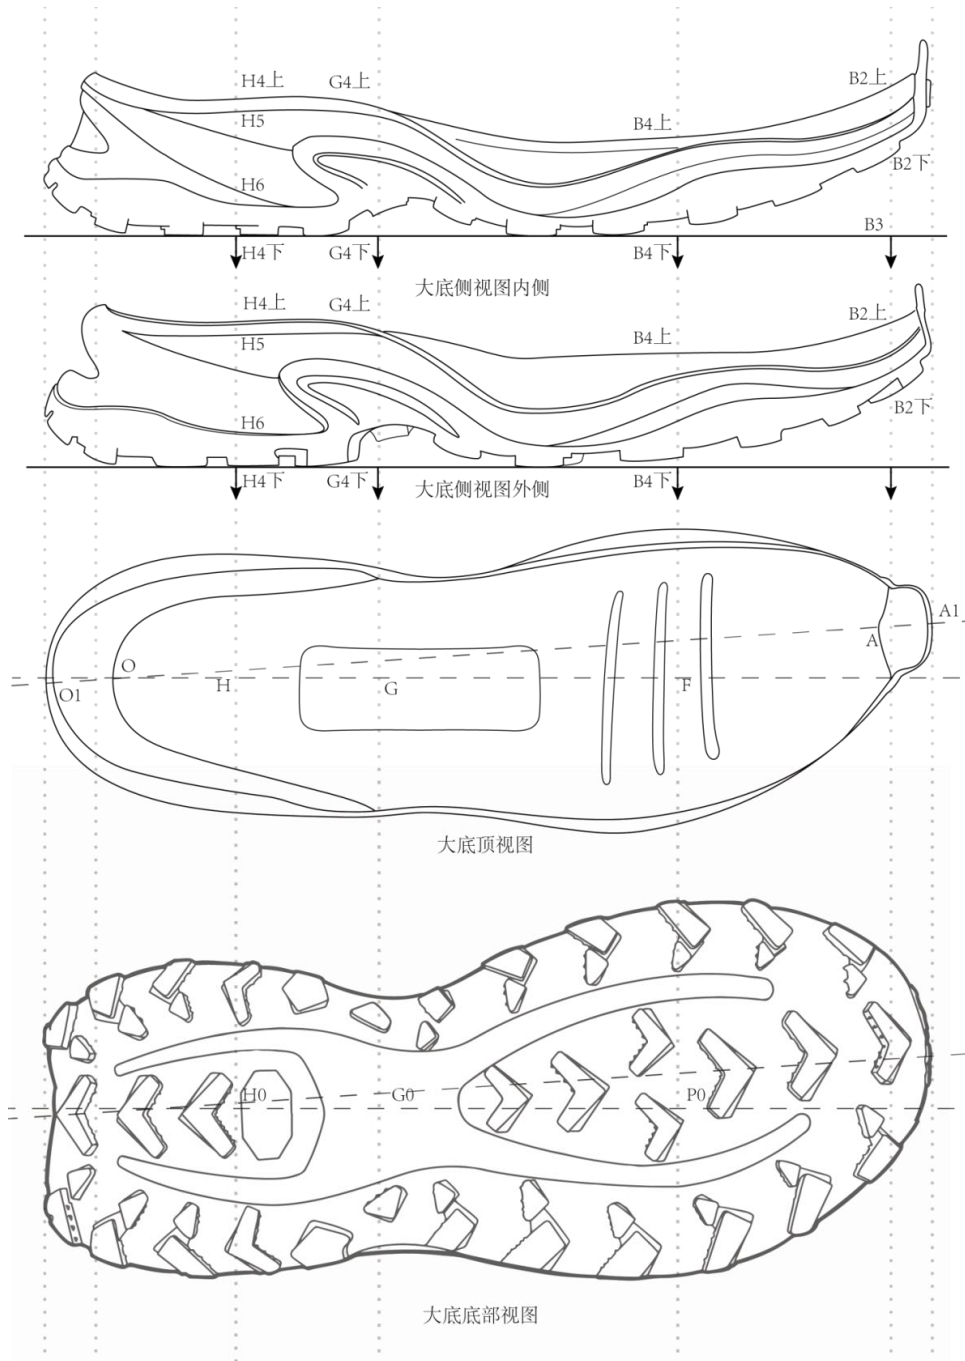 H4上 G4上 B2上
H5 B4上
H6 B2下
B3
H4下 G4下 B4下
大底侧视图内侧
H4上 G4上 B2上
H5 B4上
H6 B2下
H4下 G4下 B4下
大底侧视图外侧
A1
A
O
O1 H G F
大底顶视图
H0 G0 P0
大底底部视图